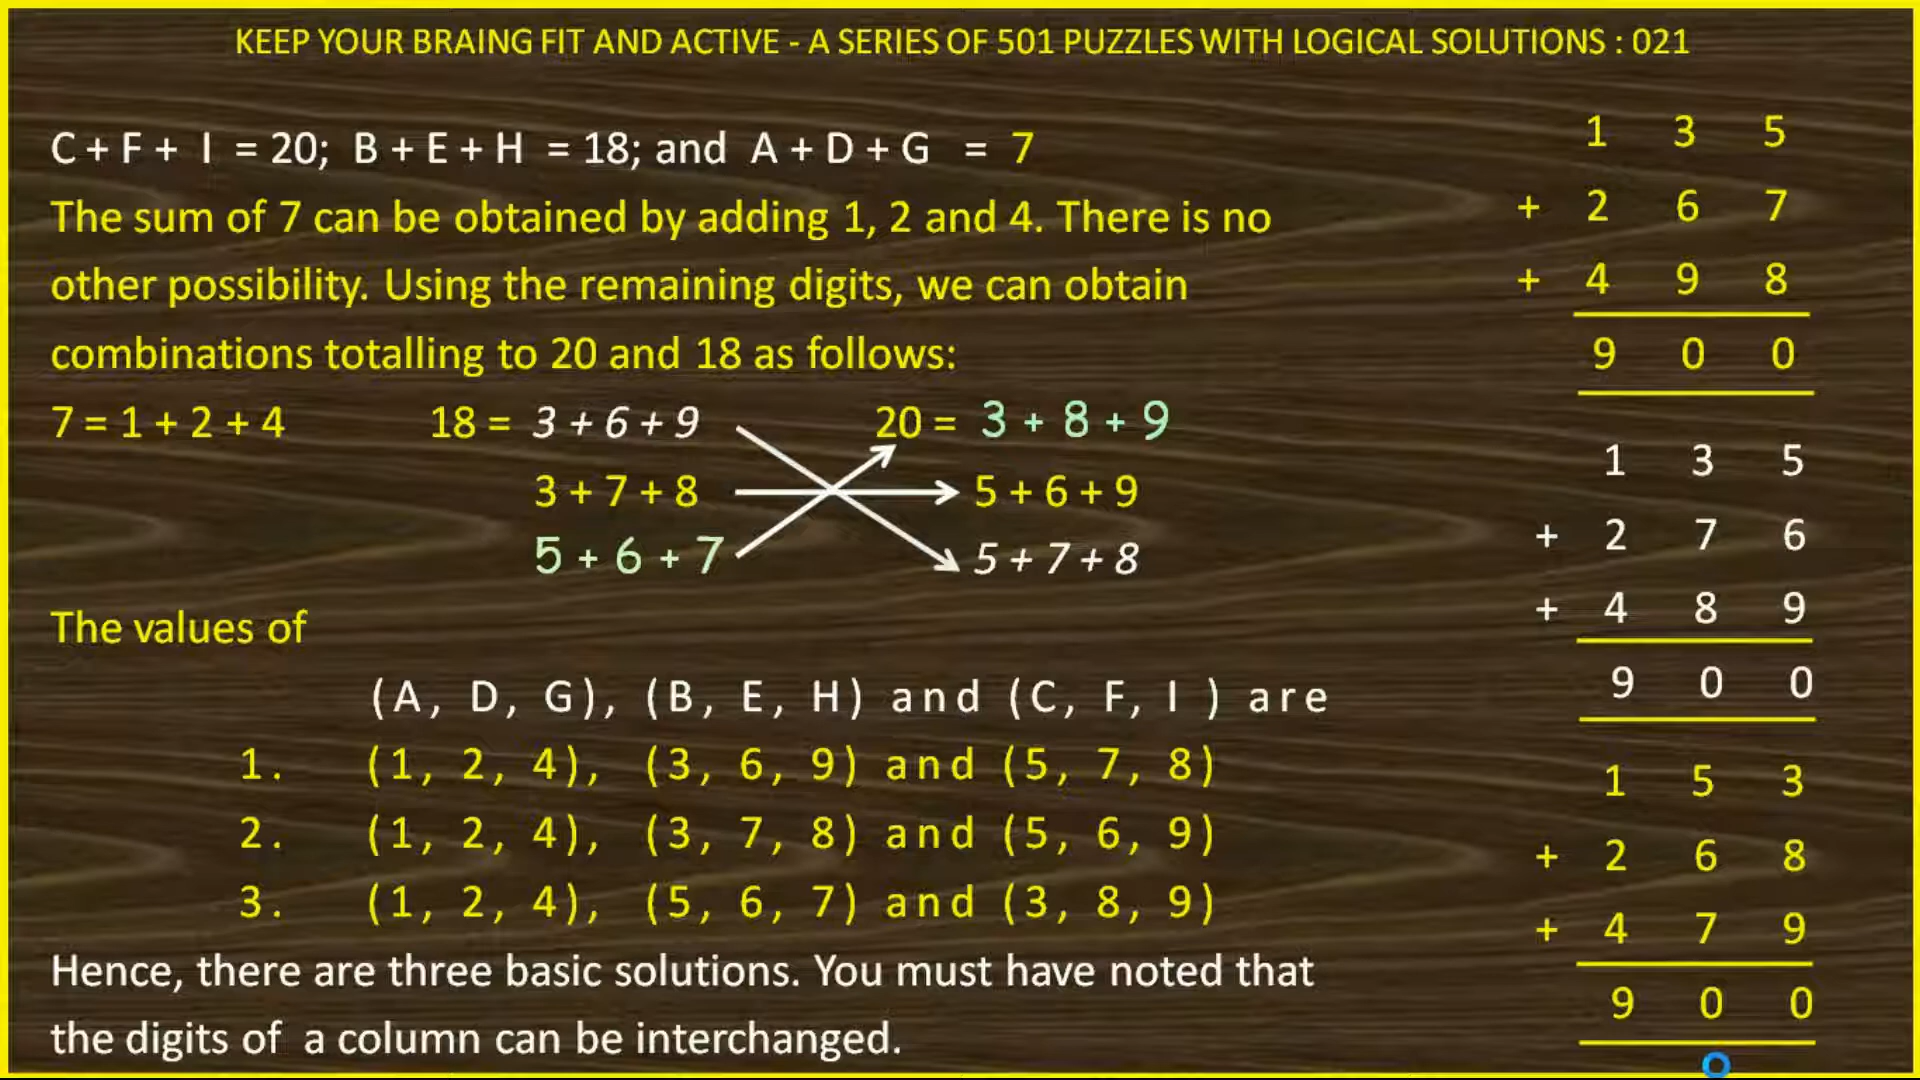 KEEP YOUR BRAING FIT AND ACTIVE - A SERIES OF 501 PUZZLES WITH LOGICAL SOLUTIONS : 021
C + F + I = 20; B + E + H = 18; and A + D + G = 7
The sum of 7 can be obtained by adding 1, 2 and 4. There is no
other possibility. Using the remaining digits, we can obtain
combinations totalling to 20 and 18 as follows:
7 = 1 + 2 + 4 18 = 3 + 6 + 9 20 = 3 + 8 + 9
3 + 7 + 8 5 + 6 + 9
5 + 6 + 7 5 + 7 + 8
The values of
(A, D, G), (B, E, H) and (C, F, I ) are
1. (1, 2, 4), (3, 6, 9) and (5, 7, 8)
2. (1, 2, 4), (3, 7, 8) and (5, 6, 9)
3. (1, 2, 4), (5, 6, 7) and (3, 8, 9)
Hence, there are three basic solutions. You must have noted that
the digits of a column can be interchanged.
1 3 5
+ 2 6 7
+ 4 9 8
9 0 0
1 3 5
+ 2 7 6
+ 4 8 9
9 0 0
1 5 3
+ 2 6 8
+ 4 7 9
9 0 0